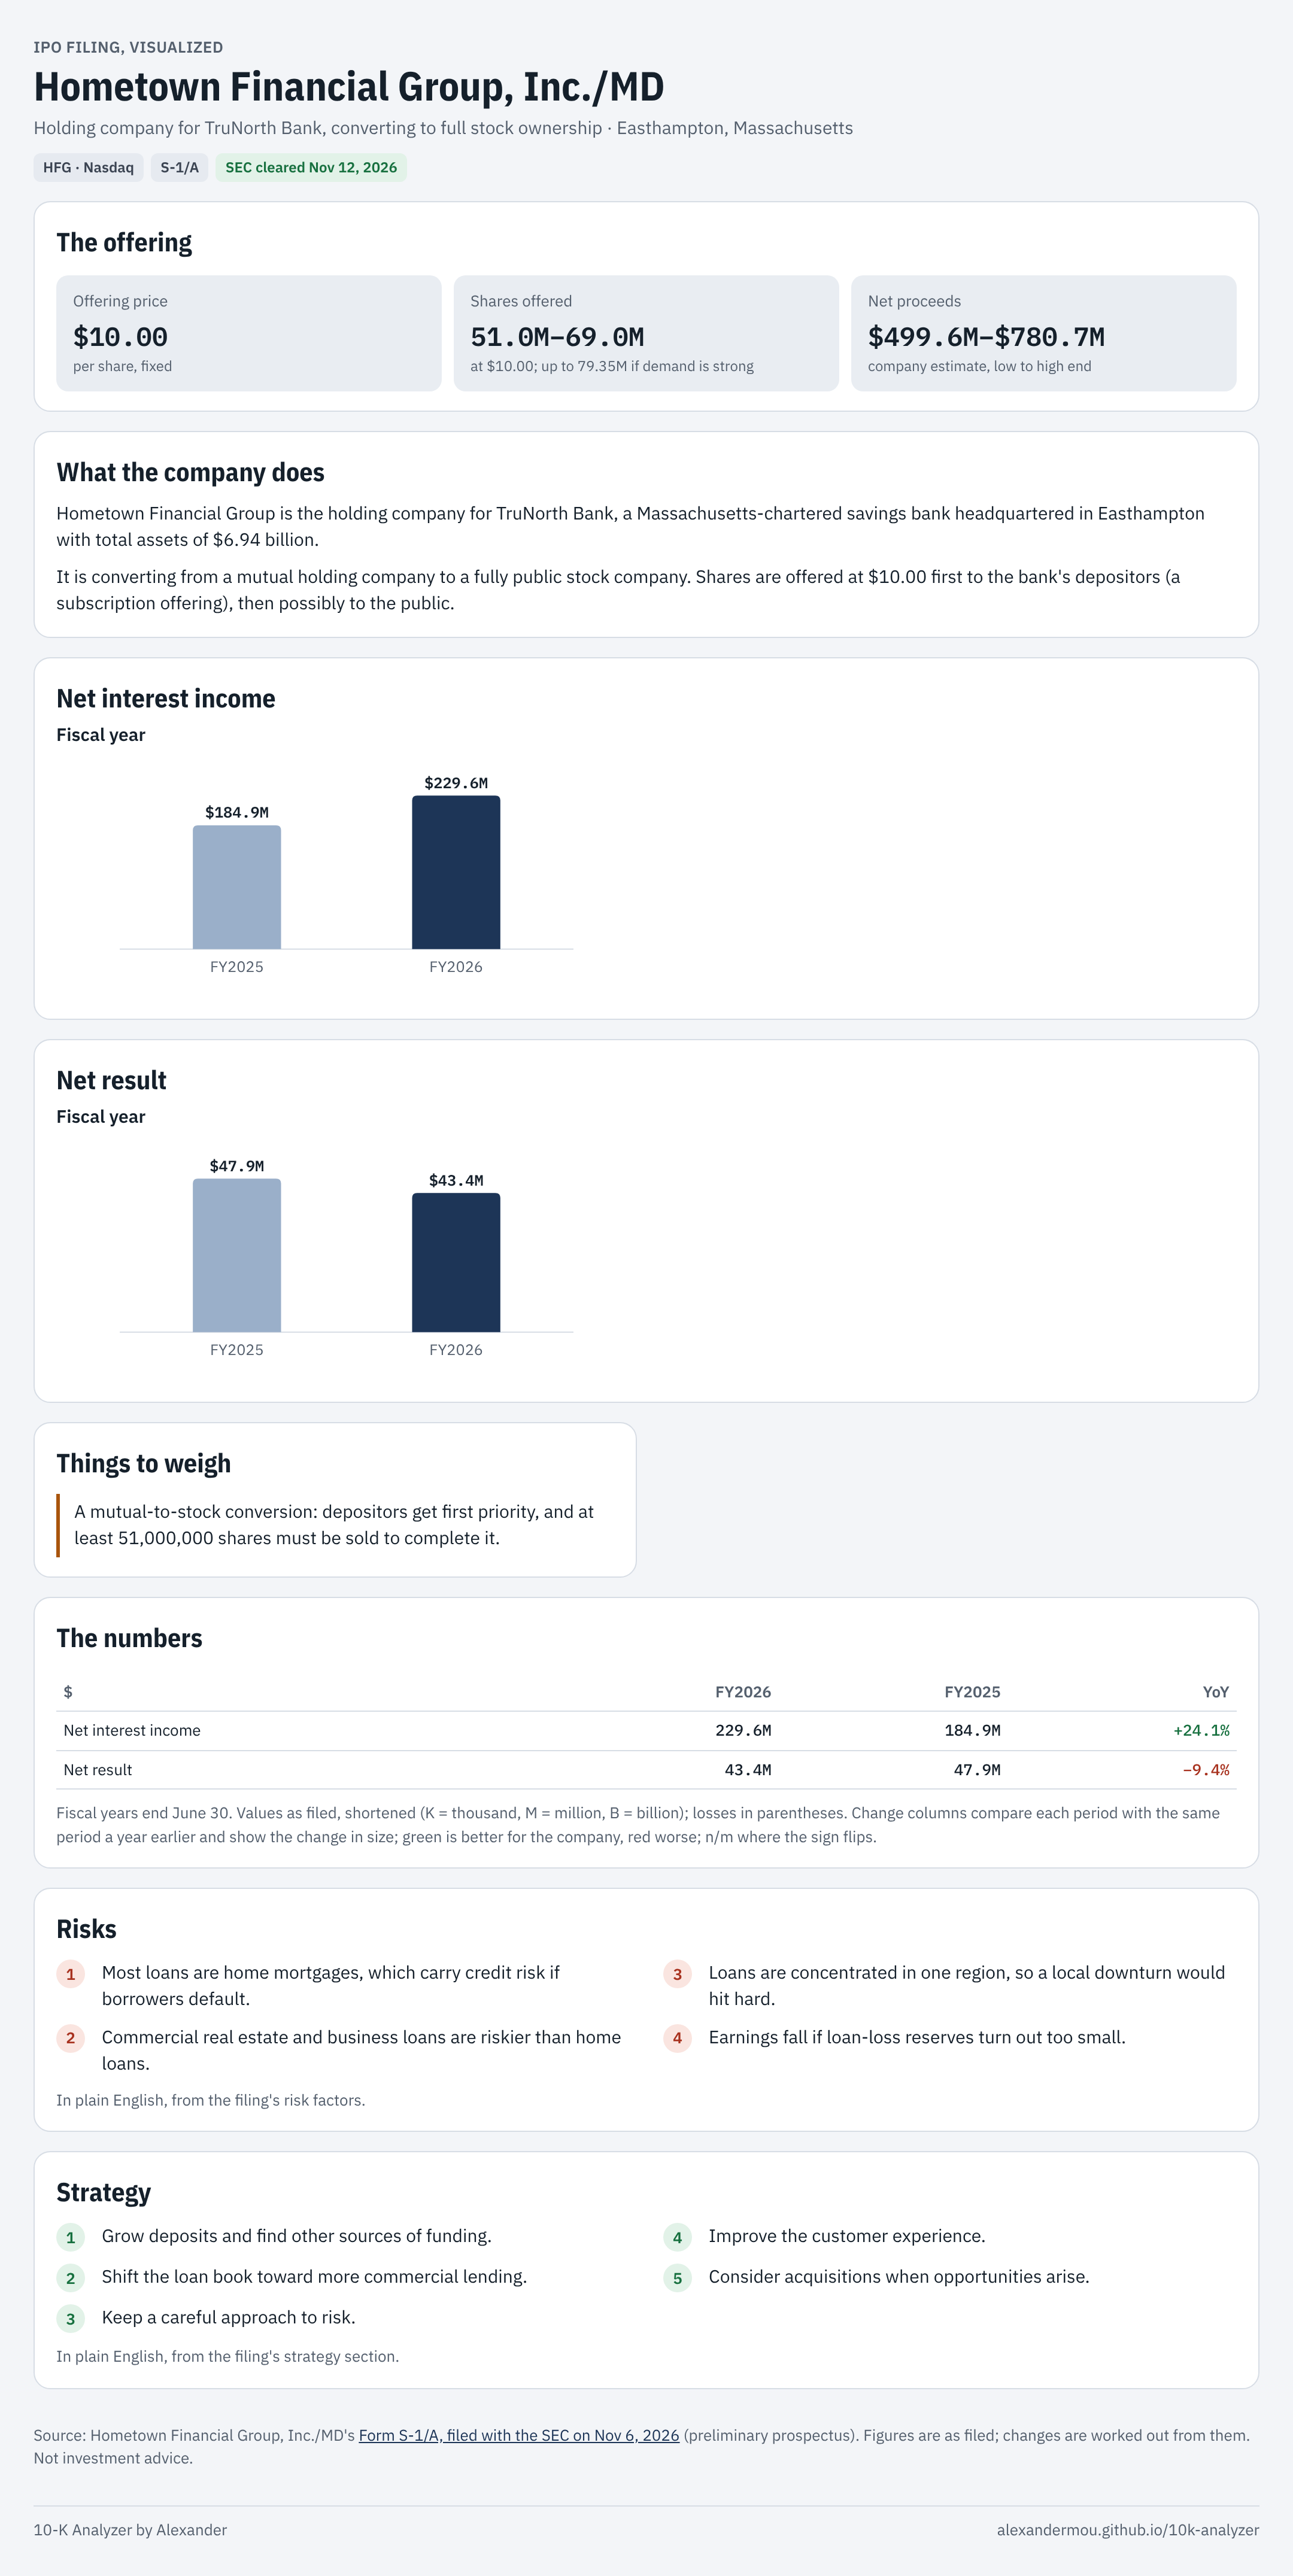 IPO FILING, VISUALIZED
Hometown Financial Group, Inc./MD
Holding company for TruNorth Bank, converting to full stock ownership · Easthampton, Massachusetts
HFG · Nasdaq
S-1/A
SEC cleared Nov 12, 2026
The offering
Offering price
$10.00
per share, fixed
Shares offered
51.0M–69.0M
at $10.00; up to 79.35M if demand is strong
Net proceeds
$499.6M–$780.7M
company estimate, low to high end
What the company does
Hometown Financial Group is the holding company for TruNorth Bank, a Massachusetts-chartered savings bank headquartered in Easthampton
with total assets of $6.94 billion.
It is converting from a mutual holding company to a fully public stock company. Shares are offered at $10.00 first to the bank's depositors (a
subscription offering), then possibly to the public.
Net interest income
Fiscal year
$184.9M
$229.6M
FY2025
FY2026
Net result
Fiscal year
$47.9M
$43.4M
FY2025
FY2026
Things to weigh
A mutual-to-stock conversion: depositors get first priority, and at
least 51,000,000 shares must be sold to complete it.
The numbers
$ FY2026 FY2025 YoY
Net interest income 229.6M 184.9M +24.1%
Net result 43.4M 47.9M −9.4%
Fiscal years end June 30. Values as filed, shortened (K = thousand, M = million, B = billion); losses in parentheses. Change columns compare each period with the same
period a year earlier and show the change in size; green is better for the company, red worse; n/m where the sign flips.
Risks
1 Most loans are home mortgages, which carry credit risk if
borrowers default.
2 Commercial real estate and business loans are riskier than home
loans.
3 Loans are concentrated in one region, so a local downturn would
hit hard.
4 Earnings fall if loan-loss reserves turn out too small.
In plain English, from the filing's risk factors.
Strategy
1 Grow deposits and find other sources of funding.
2 Shift the loan book toward more commercial lending.
3 Keep a careful approach to risk.
4 Improve the customer experience.
5 Consider acquisitions when opportunities arise.
In plain English, from the filing's strategy section.
Source: Hometown Financial Group, Inc./MD's Form S-1/A, filed with the SEC on Nov 6, 2026 (preliminary prospectus). Figures are as filed; changes are worked out from them.
Not investment advice.
10-K Analyzer by Alexander
alexandermou.github.io/10k-analyzer